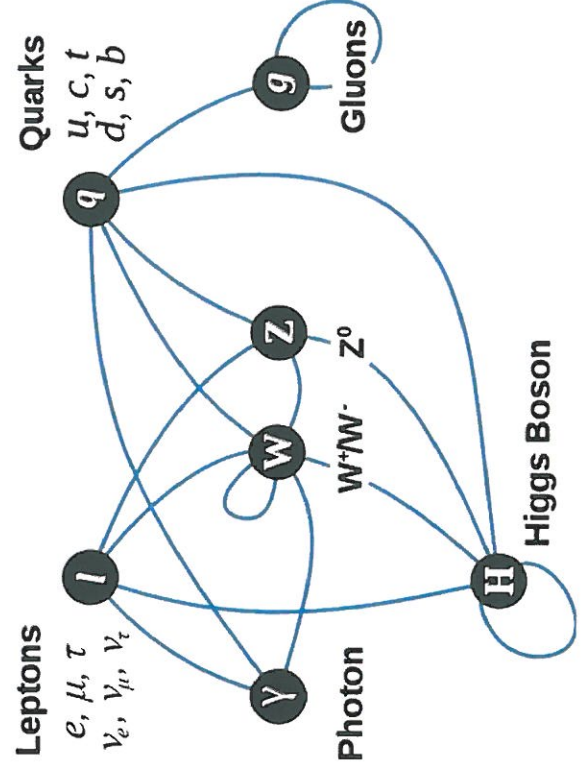 Leptons
e, μ, τ
νe, νμ, ντ
Quarks
u, c, t
d, s, b
l
q
γ
W
Z
g
Photon
W⁺/W⁻
Z⁰
Gluons
H
Higgs Boson